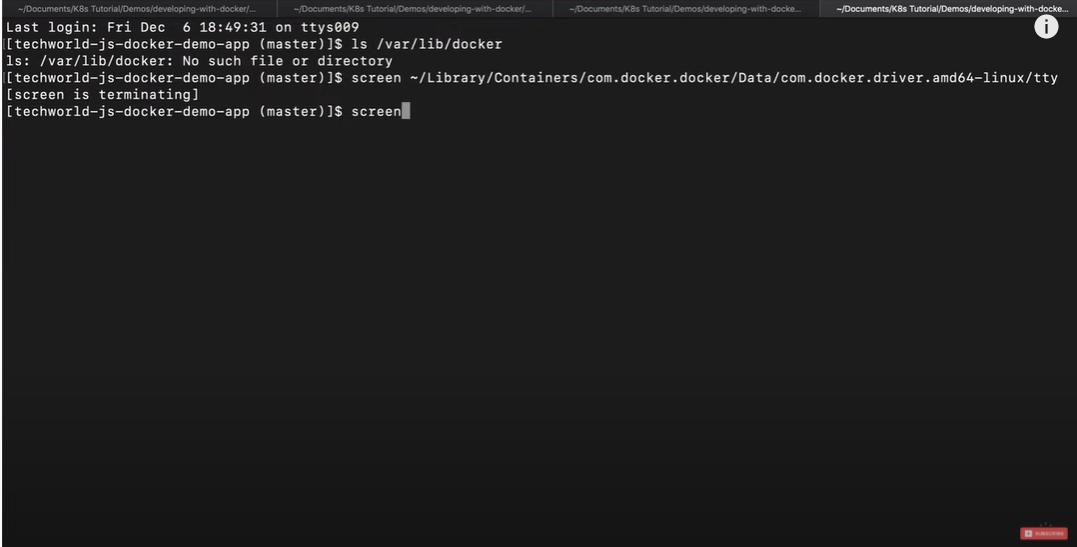 ~/Documents/K8s Tutorial/Demos/developing-with-docker/...
~/Documents/K8s Tutorial/Demos/developing-with-docker/...
~/Documents/K8s Tutorial/Demos/developing-with-docke...
~/Documents/K8s Tutorial/Demos/developing-with-docke...
i
Last login: Fri Dec  6 18:49:31 on ttys009
[techworld-js-docker-demo-app (master)]$ ls /var/lib/docker
ls: /var/lib/docker: No such file or directory
[techworld-js-docker-demo-app (master)]$ screen ~/Library/Containers/com.docker.docker/Data/com.docker.driver.amd64-linux/tty
[screen is terminating]
[techworld-js-docker-demo-app (master)]$ screen
SUBSCRIBE